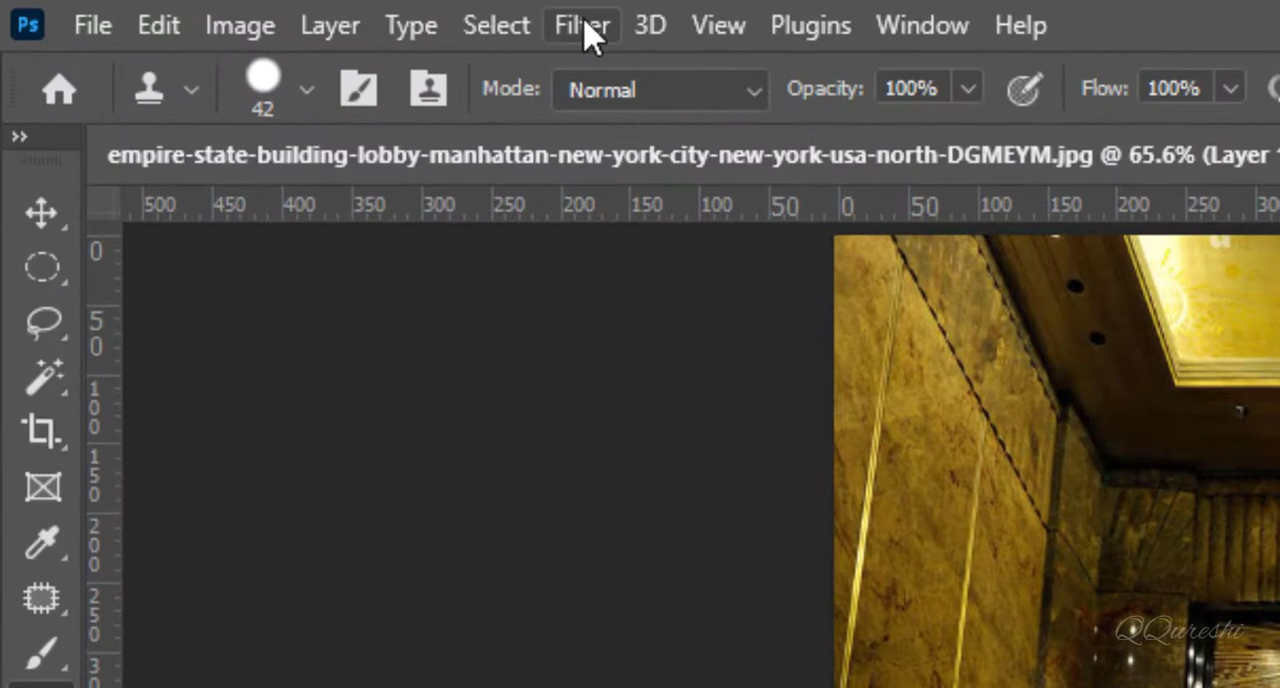 Ps File Edit Image Layer Type Select Filter 3D View Plugins Window Help
42 Mode: Normal Opacity: 100% Flow: 100%
empire-state-building-lobby-manhattan-new-york-city-new-york-usa-north-DGMEYM.jpg @ 65.6% (Layer
500 450 400 350 300 250 200 150 100 50 0 50 100 150 200 250 300
0
50
100
150
200
250
30
QQureshi